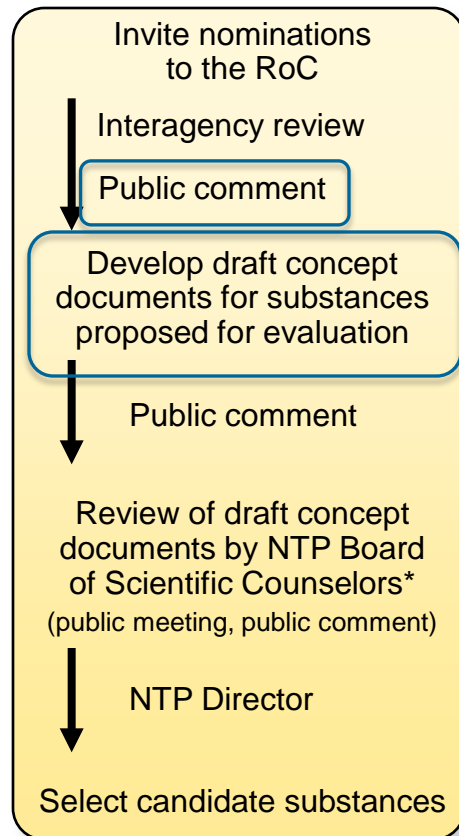 Invite nominations
to the RoC
Interagency review
Public comment
Develop draft concept
documents for substances
proposed for evaluation
Public comment
Review of draft concept
documents by NTP Board
of Scientific Counselors*
(public meeting, public comment)
NTP Director
Select candidate substances